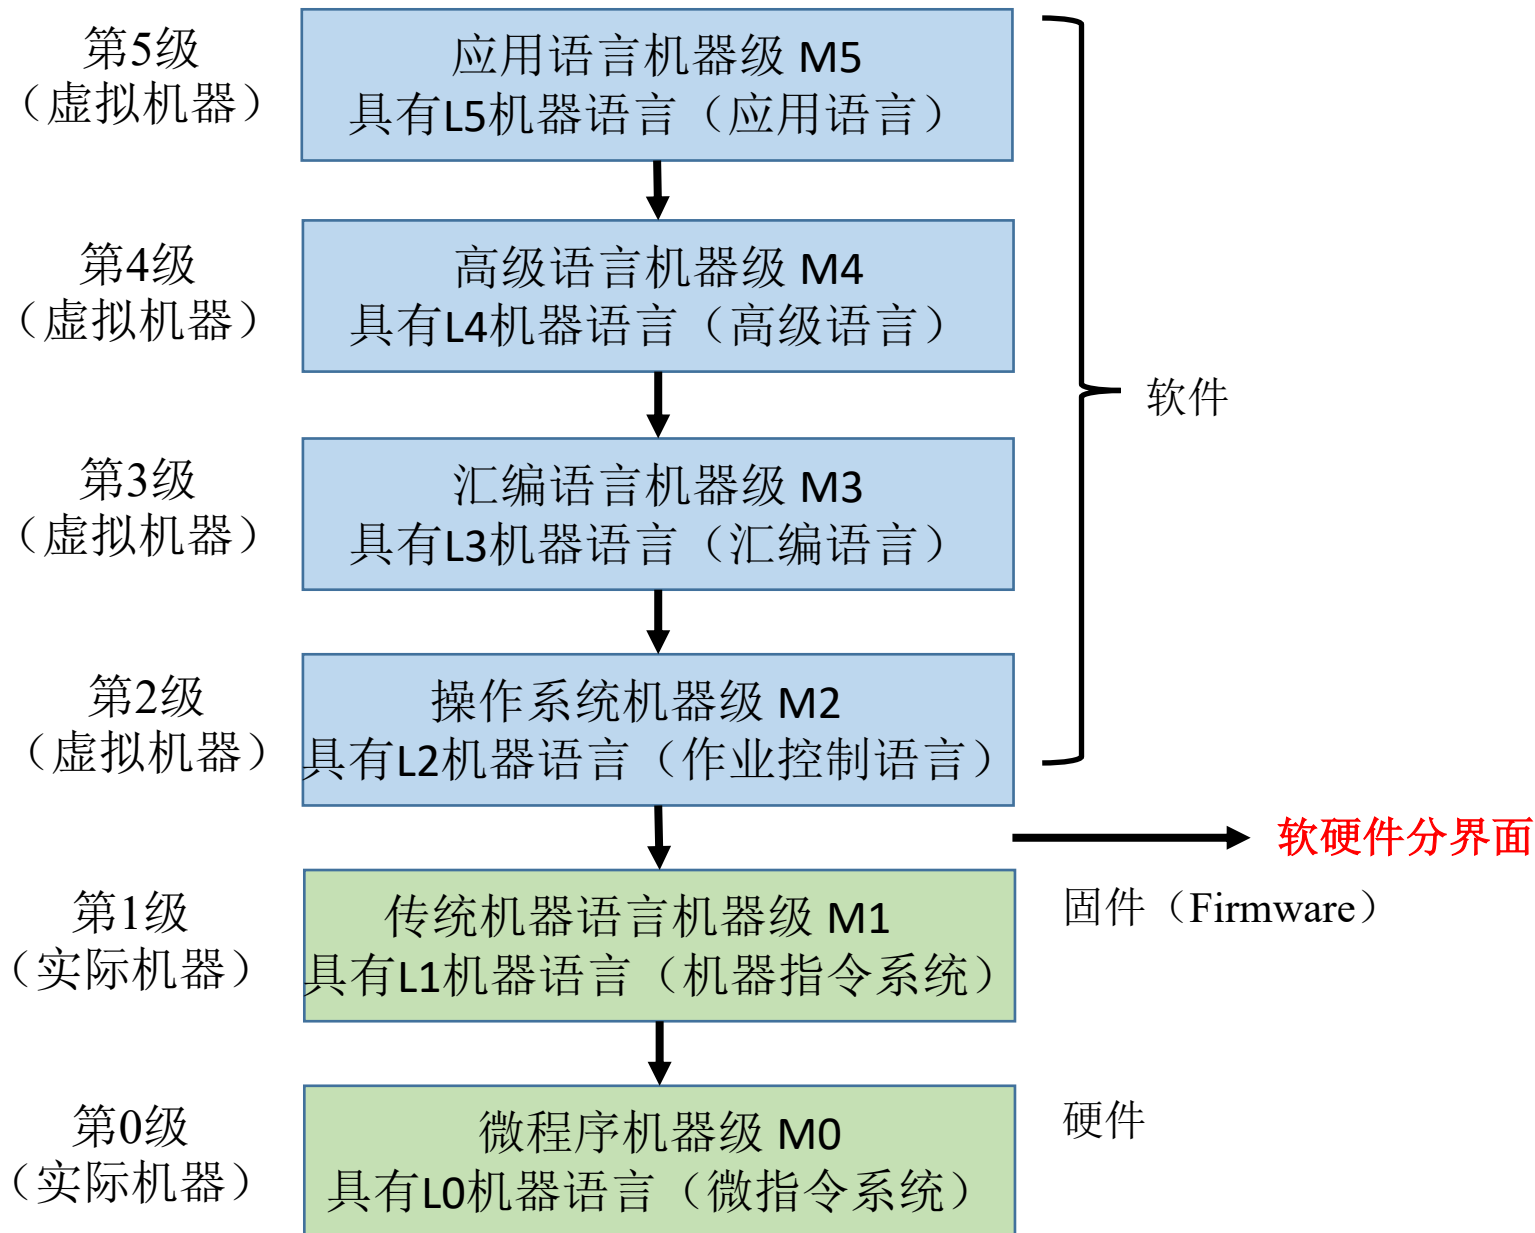 第5级
（虚拟机器）
应用语言机器级 M5
具有L5机器语言（应用语言）
第4级
（虚拟机器）
高级语言机器级 M4
具有L4机器语言（高级语言）
软件
第3级
（虚拟机器）
汇编语言机器级 M3
具有L3机器语言（汇编语言）
第2级
（虚拟机器）
操作系统机器级 M2
具有L2机器语言（作业控制语言）
软硬件分界面
第1级
（实际机器）
传统机器语言机器级 M1
具有L1机器语言（机器指令系统）
固件（Firmware）
第0级
（实际机器）
微程序机器级 M0
具有L0机器语言（微指令系统）
硬件